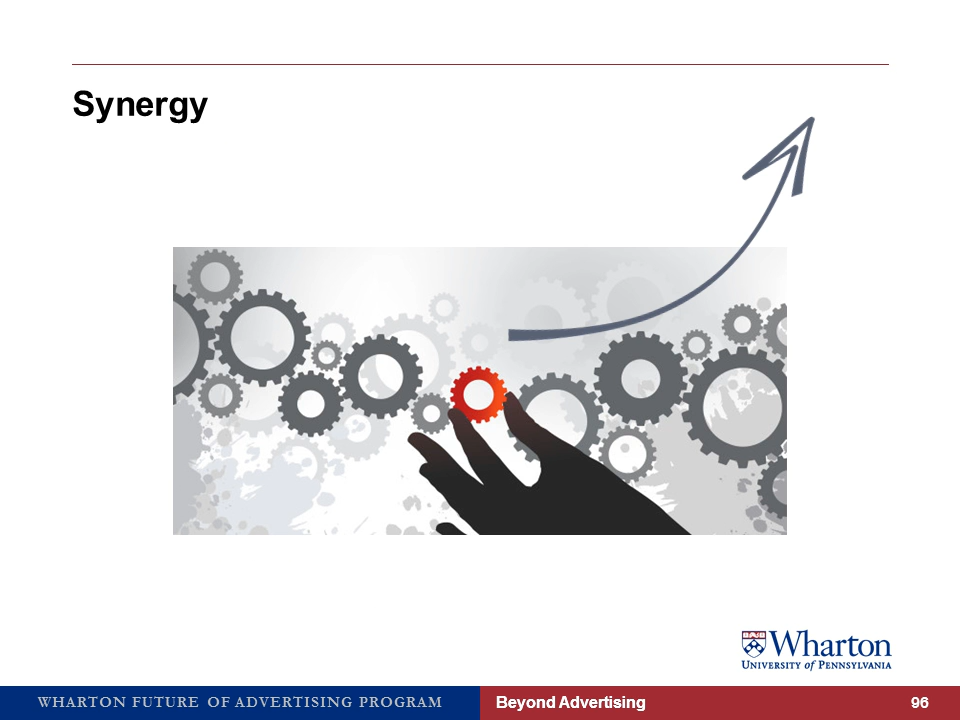 Synergy
Wharton
UNIVERSITY of PENNSYLVANIA
WHARTON FUTURE OF ADVERTISING PROGRAM
Beyond Advertising
96